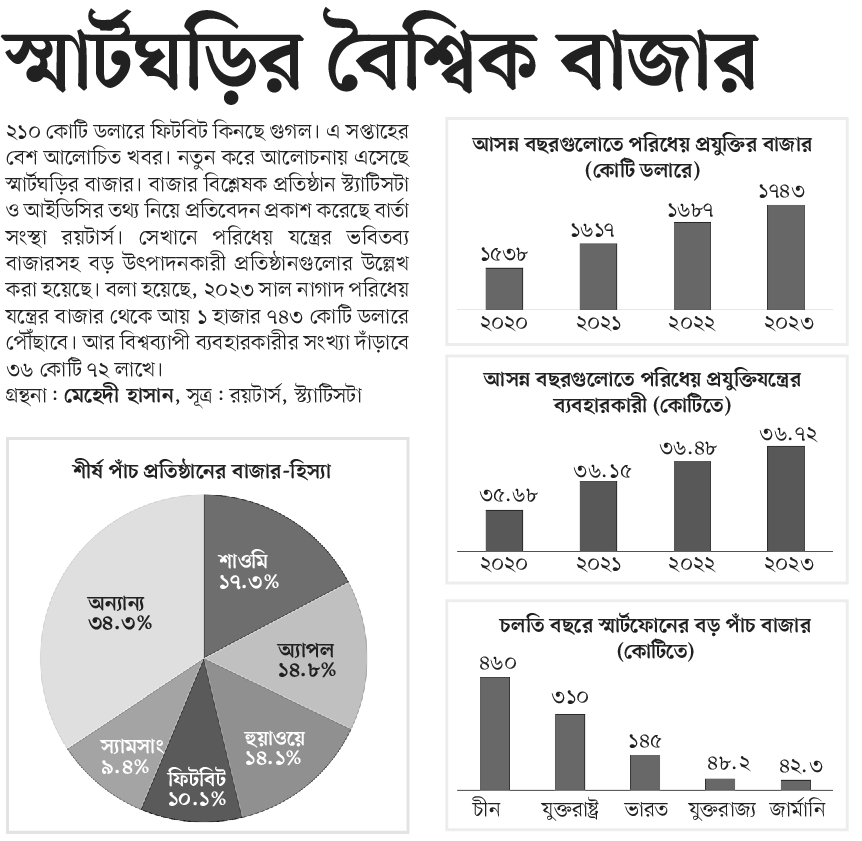 স্মার্টঘড়ির বৈশ্বিক বাজার
২১০ কোটি ডলারে ফিটবিট কিনছে গুগল। এ সপ্তাহের
বেশ আলোচিত খবর। নতুন করে আলোচনায় এসেছে
স্মার্টঘড়ির বাজার। বাজার বিশ্লেষক প্রতিষ্ঠান স্ট্যাটিসটা
ও আইডিসির তথ্য নিয়ে প্রতিবেদন প্রকাশ করেছে বার্তা
সংস্থা রয়টার্স। সেখানে পরিধেয় যন্ত্রের ভবিতব্য
বাজারসহ বড় উৎপাদনকারী প্রতিষ্ঠানগুলোর উল্লেখ
করা হয়েছে। বলা হয়েছে, ২০২৩ সাল নাগাদ পরিধেয়
যন্ত্রের বাজার থেকে আয় ১ হাজার ৭৪৩ কোটি ডলারে
পৌঁছাবে। আর বিশ্বব্যাপী ব্যবহারকারীর সংখ্যা দাঁড়াবে
৩৬ কোটি ৭২ লাখে।
গ্রন্থনা : মেহেদী হাসান, সূত্র : রয়টার্স, স্ট্যাটিসটা
শীর্ষ পাঁচ প্রতিষ্ঠানের বাজার-হিস্যা
শাওমি
১৭.৩%
অ্যাপল
১৪.৮%
হুয়াওয়ে
১৪.১%
ফিটবিট
১০.১%
স্যামসাং
৯.৪%
অন্যান্য
৩৪.৩%
আসন্ন বছরগুলোতে পরিধেয় প্রযুক্তির বাজার
(কোটি ডলারে)
১৫৩৮ ১৬১৭ ১৬৮৭ ১৭৪৩
২০২০ ২০২১ ২০২২ ২০২৩
আসন্ন বছরগুলোতে পরিধেয় প্রযুক্তিযন্ত্রের
ব্যবহারকারী (কোটিতে)
৩৫.৬৮ ৩৬.১৫ ৩৬.৪৮ ৩৬.৭২
২০২০ ২০২১ ২০২২ ২০২৩
চলতি বছরে স্মার্টফোনের বড় পাঁচ বাজার
(কোটিতে)
৪৬০ ৩১০ ১৪৫ ৪৮.২ ৪২.৩
চীন যুক্তরাষ্ট্র ভারত যুক্তরাজ্য জার্মানি